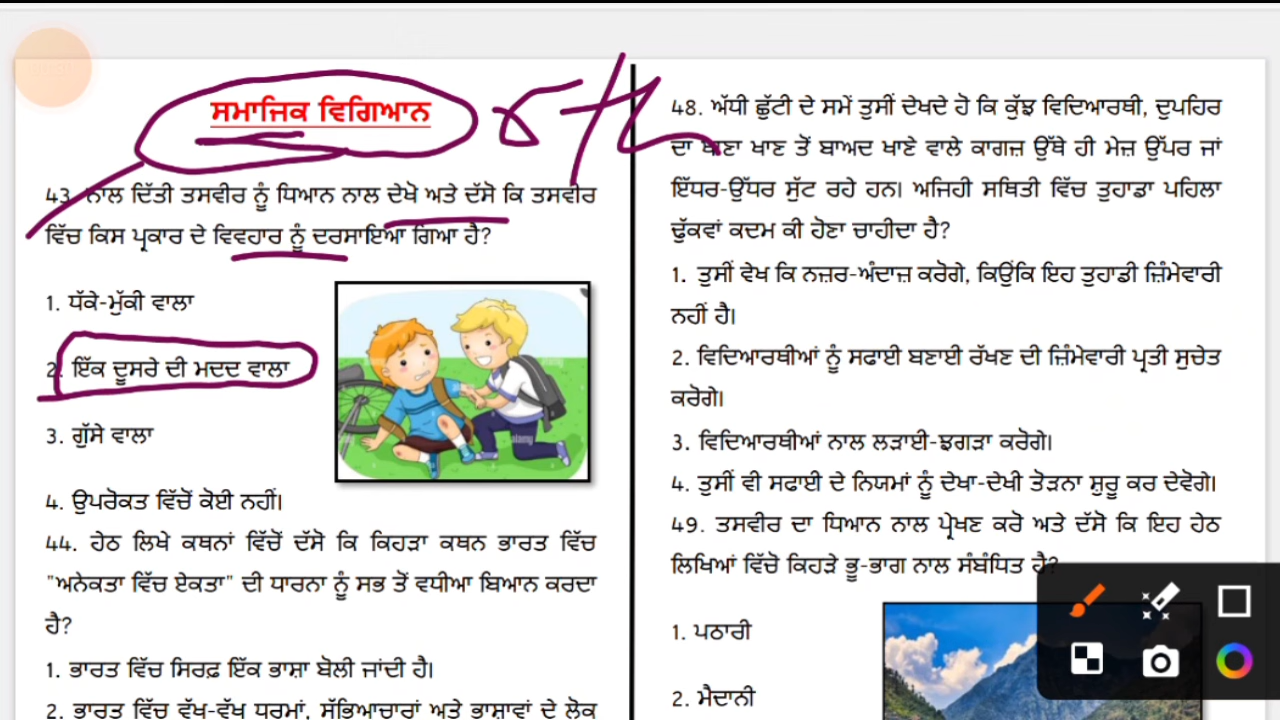 ਸਮਾਜਿਕ ਵਿਗਿਆਨ
8th
43. ਨਾਲ ਦਿੱਤੀ ਤਸਵੀਰ ਨੂੰ ਧਿਆਨ ਨਾਲ ਦੇਖੋ ਅਤੇ ਦੱਸੋ ਕਿ ਤਸਵੀਰ
ਵਿੱਚ ਕਿਸ ਪ੍ਰਕਾਰ ਦੇ ਵਿਵਹਾਰ ਨੂੰ ਦਰਸਾਇਆ ਗਿਆ ਹੈ?
1. ਧੱਕੇ-ਮੁੱਕੀ ਵਾਲਾ
2. ਇੱਕ ਦੂਸਰੇ ਦੀ ਮਦਦ ਵਾਲਾ
3. ਗੁੱਸੇ ਵਾਲਾ
4. ਉਪਰੋਕਤ ਵਿੱਚੋਂ ਕੋਈ ਨਹੀਂ।
alamy
alamy
alamy
44. ਹੇਠ ਲਿਖੇ ਕਥਨਾਂ ਵਿੱਚੋਂ ਦੱਸੋ ਕਿ ਕਿਹੜਾ ਕਥਨ ਭਾਰਤ ਵਿੱਚ
"ਅਨੇਕਤਾ ਵਿੱਚ ਏਕਤਾ" ਦੀ ਧਾਰਨਾ ਨੂੰ ਸਭ ਤੋਂ ਵਧੀਆ ਬਿਆਨ ਕਰਦਾ
ਹੈ?
1. ਭਾਰਤ ਵਿੱਚ ਸਿਰਫ਼ ਇੱਕ ਭਾਸ਼ਾ ਬੋਲੀ ਜਾਂਦੀ ਹੈ।
2. ਭਾਰਤ ਵਿੱਚ ਵੱਖ-ਵੱਖ ਧਰਮਾਂ, ਸੱਭਿਆਚਾਰਾਂ ਅਤੇ ਭਾਸ਼ਾਵਾਂ ਦੇ ਲੋਕ
48. ਅੱਧੀ ਛੁੱਟੀ ਦੇ ਸਮੇਂ ਤੁਸੀਂ ਦੇਖਦੇ ਹੋ ਕਿ ਕੁੱਝ ਵਿਦਿਆਰਥੀ, ਦੁਪਹਿਰ
ਦਾ ਖਾਣਾ ਖਾਣ ਤੋਂ ਬਾਅਦ ਖਾਣੇ ਵਾਲੇ ਕਾਗਜ਼ ਉੱਥੇ ਹੀ ਮੇਜ਼ ਉੱਪਰ ਜਾਂ
ਇੱਧਰ-ਉੱਧਰ ਸੁੱਟ ਰਹੇ ਹਨ। ਅਜਿਹੀ ਸਥਿਤੀ ਵਿੱਚ ਤੁਹਾਡਾ ਪਹਿਲਾ
ਢੁੱਕਵਾਂ ਕਦਮ ਕੀ ਹੋਣਾ ਚਾਹੀਦਾ ਹੈ?
1. ਤੁਸੀਂ ਵੇਖ ਕਿ ਨਜ਼ਰ-ਅੰਦਾਜ਼ ਕਰੋਗੇ, ਕਿਉਂਕਿ ਇਹ ਤੁਹਾਡੀ ਜ਼ਿੰਮੇਵਾਰੀ
ਨਹੀਂ ਹੈ।
2. ਵਿਦਿਆਰਥੀਆਂ ਨੂੰ ਸਫਾਈ ਬਣਾਈ ਰੱਖਣ ਦੀ ਜ਼ਿੰਮੇਵਾਰੀ ਪ੍ਰਤੀ ਸੁਚੇਤ
ਕਰੋਗੇ।
3. ਵਿਦਿਆਰਥੀਆਂ ਨਾਲ ਲੜਾਈ-ਝਗੜਾ ਕਰੋਗੇ।
4. ਤੁਸੀਂ ਵੀ ਸਫਾਈ ਦੇ ਨਿਯਮਾਂ ਨੂੰ ਦੇਖਾ-ਦੇਖੀ ਤੋੜਨਾ ਸ਼ੁਰੂ ਕਰ ਦੇਵੋਗੇ।
49. ਤਸਵੀਰ ਦਾ ਧਿਆਨ ਨਾਲ ਪ੍ਰੇਖਣ ਕਰੋ ਅਤੇ ਦੱਸੋ ਕਿ ਇਹ ਹੇਠ
ਲਿਖਿਆਂ ਵਿੱਚੋ ਕਿਹੜੇ ਭੂ-ਭਾਗ ਨਾਲ ਸੰਬੰਧਿਤ ਹੈ?
1. ਪਠਾਰੀ
2. ਮੈਦਾਨੀ